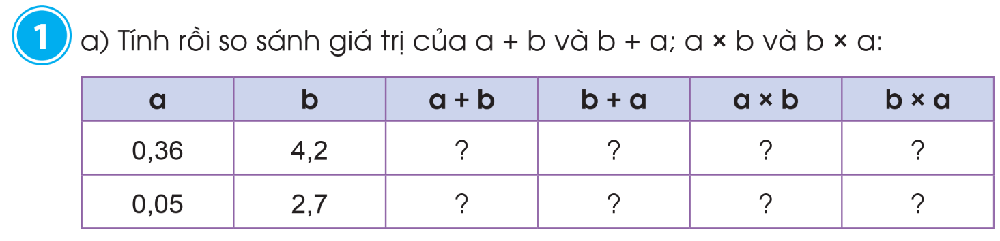 1 a) Tính rồi so sánh giá trị của a + b và b + a; a × b và b × a:
a b a + b b + a a × b b × a
0,36 4,2 ? ? ? ?
0,05 2,7 ? ? ? ?